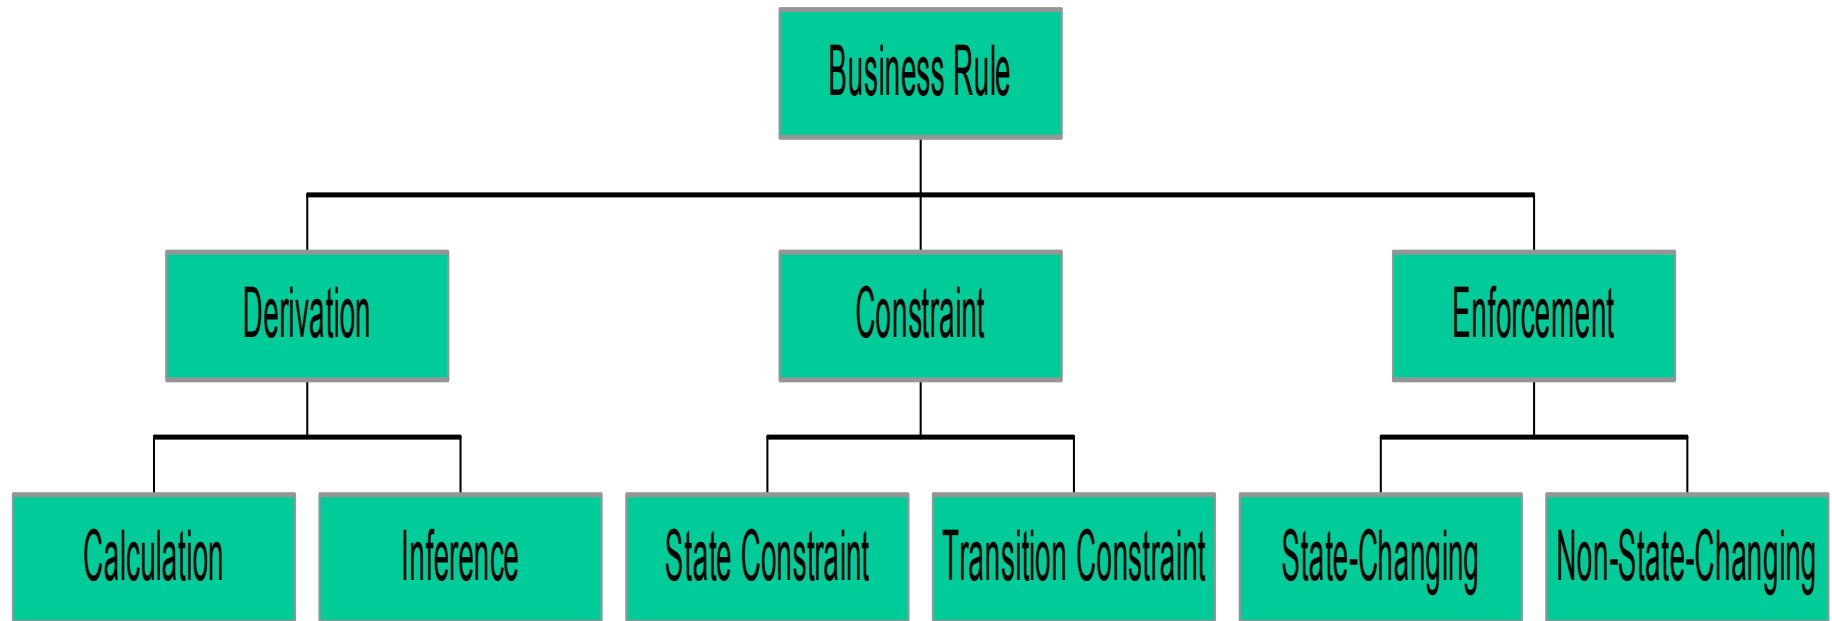 Business Rule
Derivation
Constraint
Enforcement
Calculation
Inference
State Constraint
Transition Constraint
State-Changing
Non-State-Changing